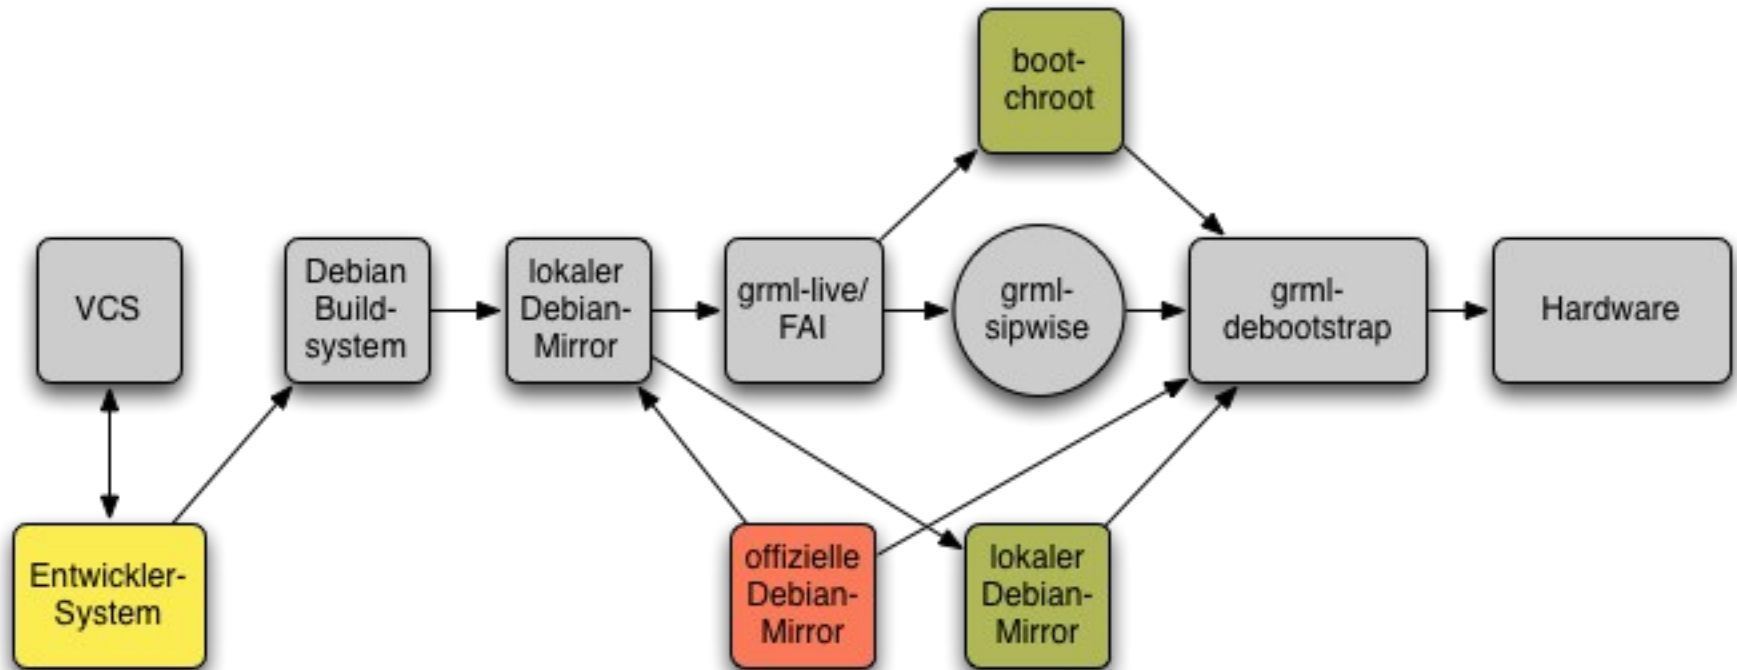 boot-
chroot
VCS
Debian
Build-
system
lokaler
Debian-
Mirror
grml-live/
FAI
grml-
sipwise
grml-
debootstrap
Hardware
Entwickler-
System
offizielle
Debian-
Mirror
lokaler
Debian-
Mirror